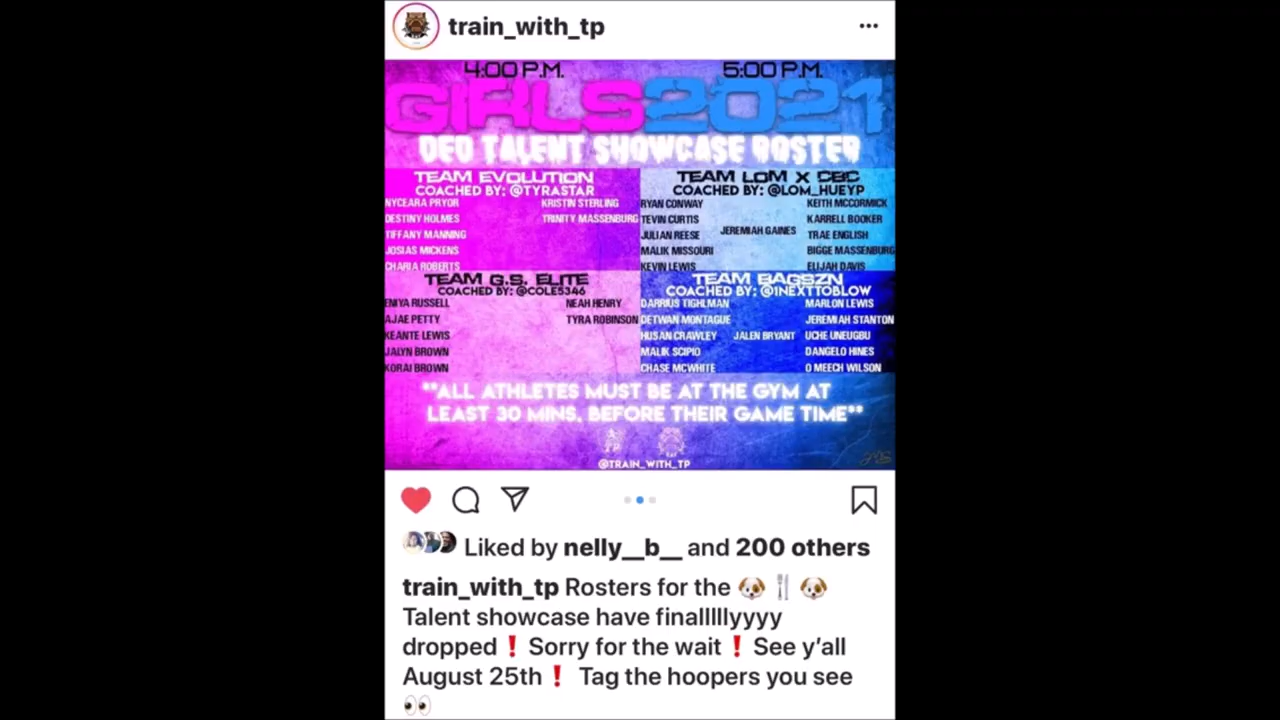 train_with_tp
4:00 P.M.
5:00 P.M.
GIRLS 2021
DEO TALENT SHOWCASE ROSTER
TEAM EVOLUTION
COACHED BY: @TYRASTAR
NYCEARA PRYOR
KRISTIN STERLING
DESTINY HOLMES
TRINITY MASSENBURG
TIFFANY MANNING
JOSIAS MICKENS
CHARIA ROBERTS
TEAM LOM X CBC
COACHED BY: @LOM_HUEYP
RYAN CONWAY
KEITH MCCORMICK
TEVIN CURTIS
KARRELL BOOKER
JEREMIAH GAINES
JULIAN REESE
TRAE ENGLISH
MALIK MISSOURI
BIGGE MASSENBURG
KEVIN LEWIS
ELIJAH DAVIS
TEAM G.S. ELITE
COACHED BY: @COLE5346
ENIYA RUSSELL
NEAH HENRY
AJAE PETTY
TYRA ROBINSON
KEANTE LEWIS
JALYN BROWN
KORAI BROWN
TEAM BAGSZN
COACHED BY: @1NEXTTOBLOW
DARRIUS TIGHLMAN
MARLON LEWIS
DETWAN MONTAGUE
JEREMIAH STANTON
HUSAN CRAWLEY
JALEN BRYANT
UCHE UNEUGBU
MALIK SCIPIO
DANGELO HINES
CHASE MCWHITE
O MEECH WILSON
**ALL ATHLETES MUST BE AT THE GYM AT
LEAST 30 MINS. BEFORE THEIR GAME TIME**
@TRAIN_WITH_TP
Liked by nelly__b__ and 200 others
train_with_tp Rosters for the 🐶🍴🐶
Talent showcase have finalllllyyyy
dropped❗️Sorry for the wait❗️See y'all
August 25th❗️ Tag the hoopers you see
👀